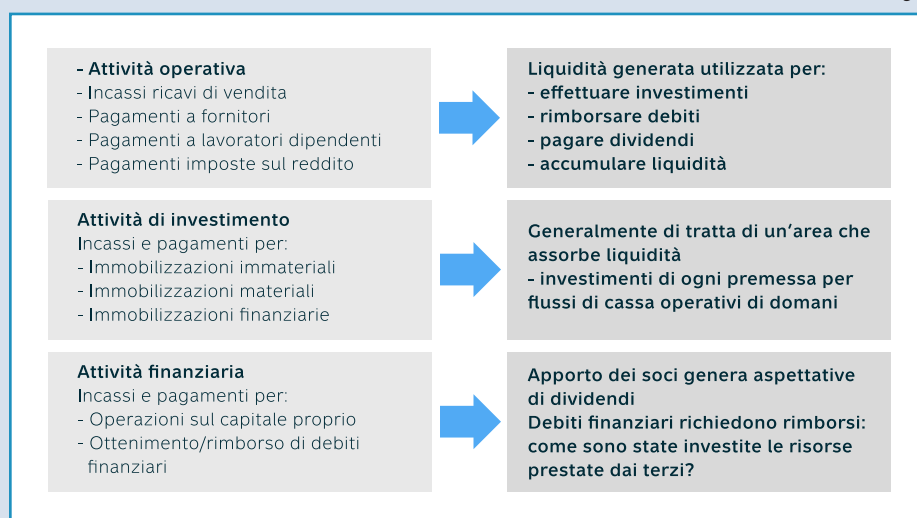 - Attività operativa
- Incassi ricavi di vendita
- Pagamenti a fornitori
- Pagamenti a lavoratori dipendenti
- Pagamenti imposte sul reddito
Liquidità generata utilizzata per:
- effettuare investimenti
- rimborsare debiti
- pagare dividendi
- accumulare liquidità
Attività di investimento
Incassi e pagamenti per:
- Immobilizzazioni immateriali
- Immobilizzazioni materiali
- Immobilizzazioni finanziarie
Generalmente di tratta di un'area che
assorbe liquidità
- investimenti di ogni premessa per
flussi di cassa operativi di domani
Attività finanziaria
Incassi e pagamenti per:
- Operazioni sul capitale proprio
- Ottenimento/rimborso di debiti
finanziari
Apporto dei soci genera aspettative
di dividendi
Debiti finanziari richiedono rimborsi:
come sono state investite le risorse
prestate dai terzi?